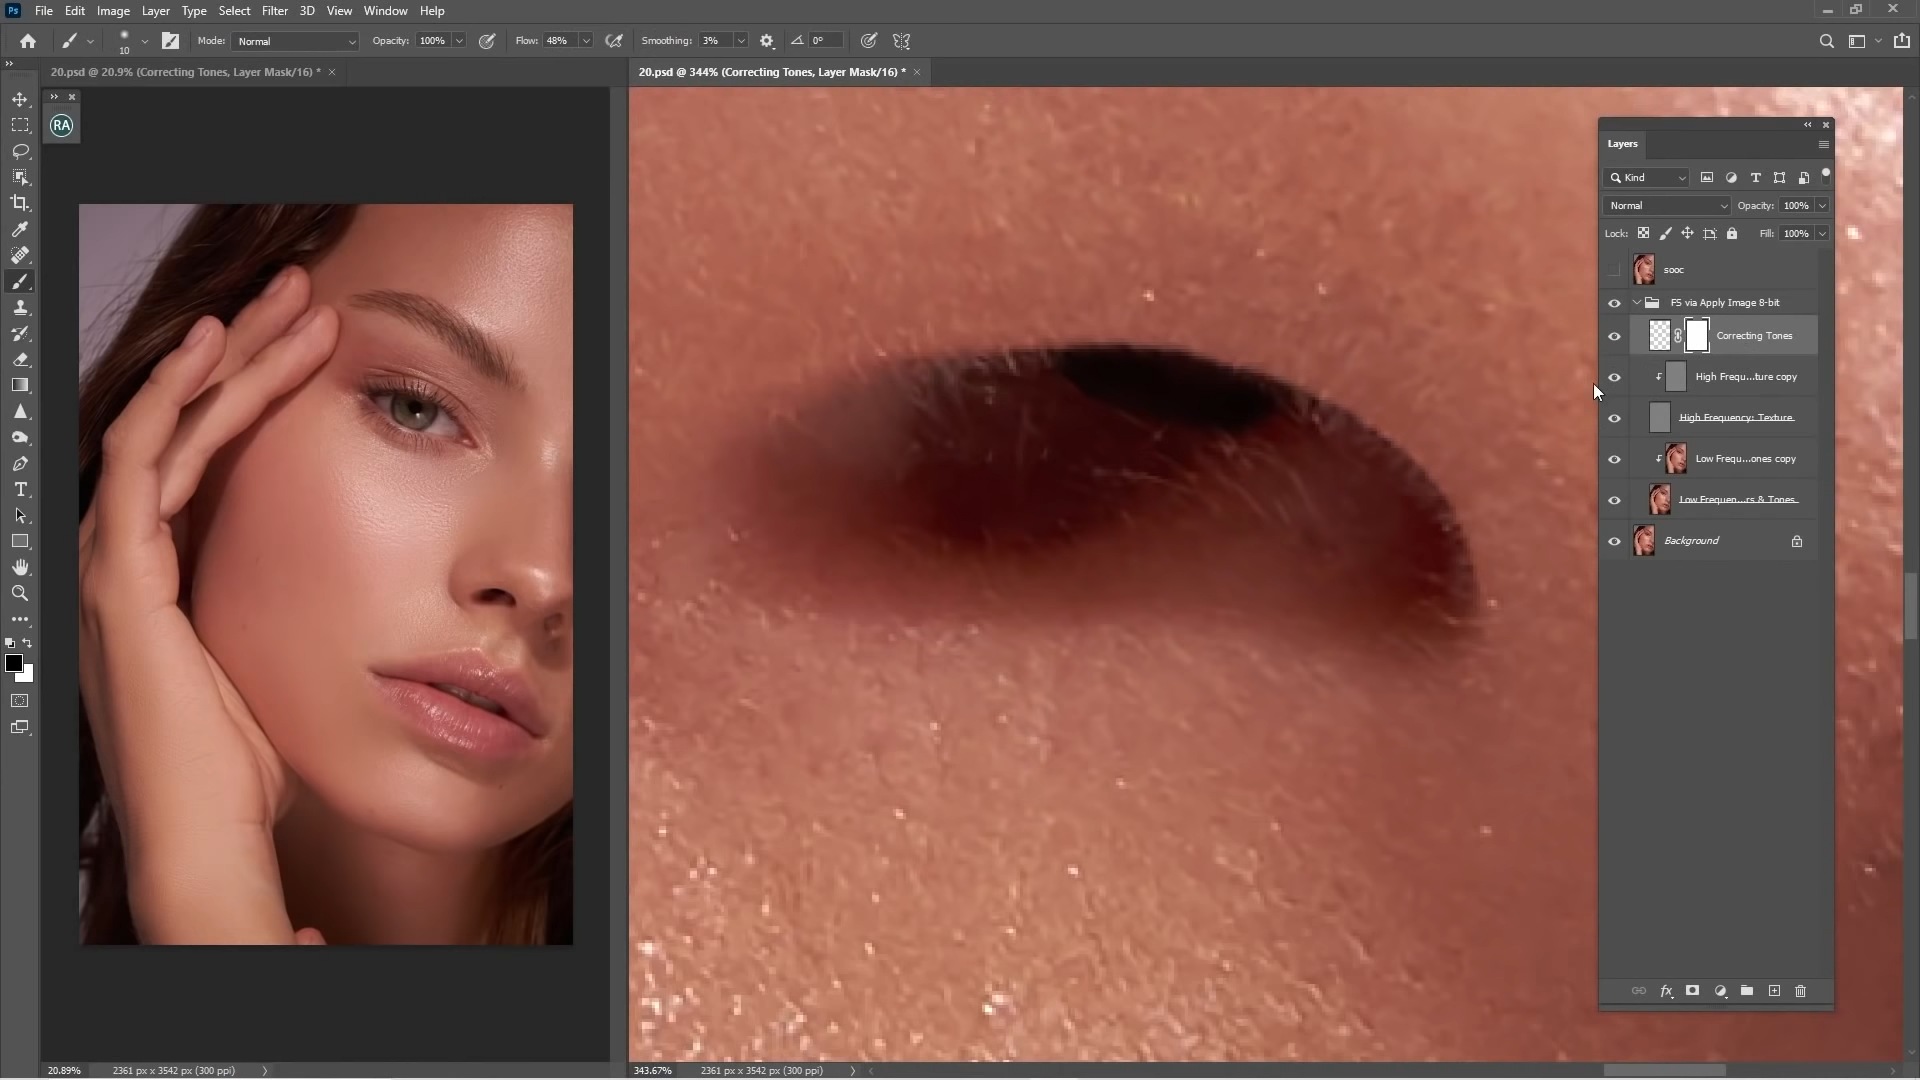 Ps File Edit Image Layer Type Select Filter 3D View Window Help
10 Mode: Normal Opacity: 100% Flow: 48% Smoothing: 3% 0°
20.psd @ 20.9% (Correcting Tones, Layer Mask/16) *
20.psd @ 344% (Correcting Tones, Layer Mask/16) *
RA
Layers
Kind
Normal Opacity: 100%
Lock: Fill: 100%
sooc
FS via Apply Image 8-bit
Correcting Tones
High Frequ...ture copy
High Frequency: Texture
Low Frequ...ones copy
Low Frequen...rs & Tones
Background
fx
20.89% 2361 px x 3542 px (300 ppi)
343.67% 2361 px x 3542 px (300 ppi)